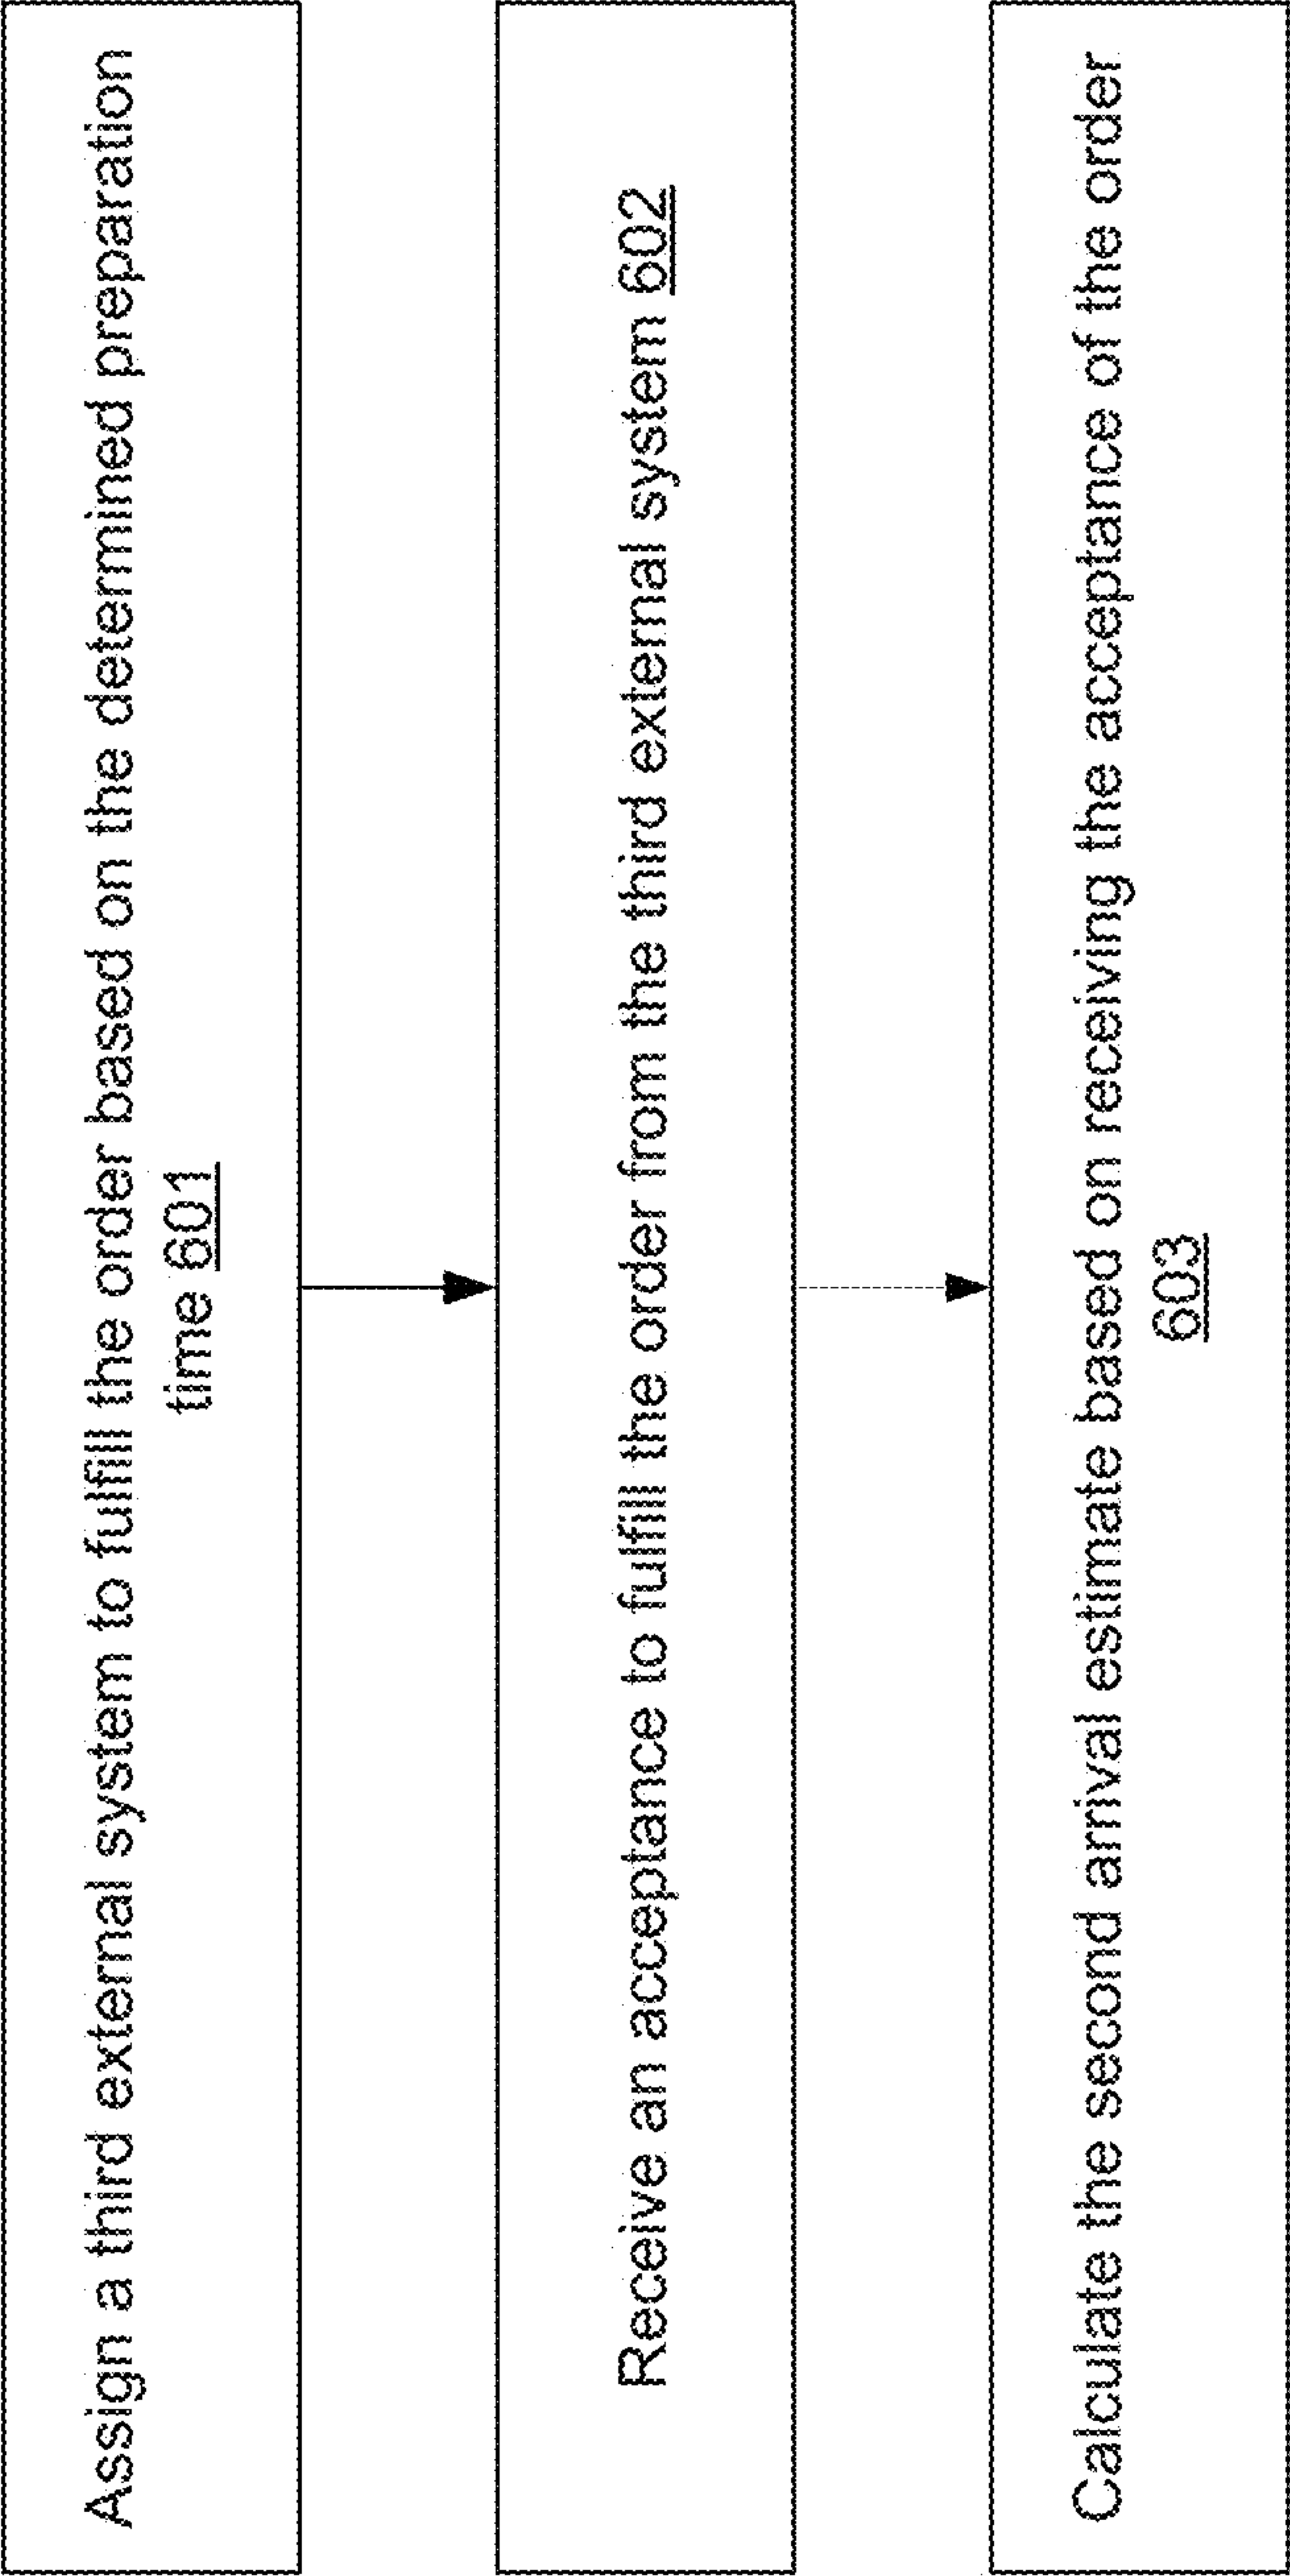 Assign a third external system to fulfill the order based on the determined preparation
time 601
Receive an acceptance to fulfill the order from the third external system 602
Calculate the second arrival estimate based on receiving the acceptance of the order
603